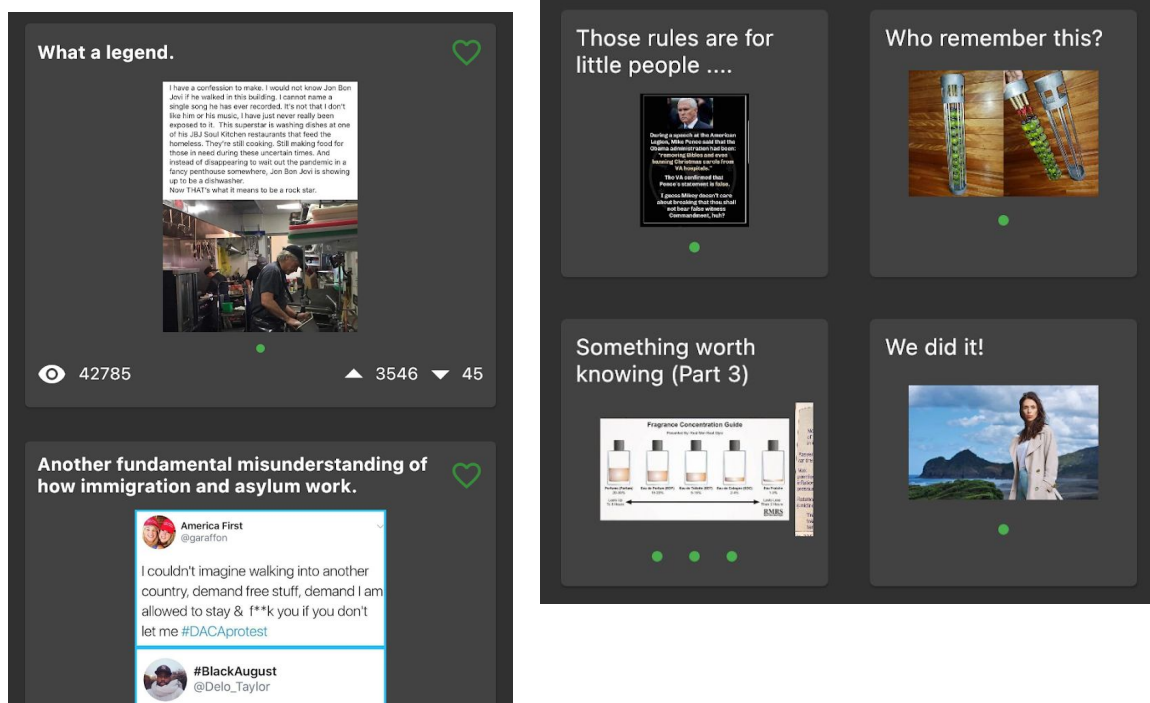 What a legend.
I have a confession to make. I would not know Jon Bon
Jovi if he walked in this building. I cannot name a
single song he has ever recorded. It's not that I don't
like him or his music, I have just never really been
exposed to it. This superstar is washing dishes at one
of his JBJ Soul Kitchen restaurants that feed the
homeless. They're still cooking. Still making food for
those in need during these uncertain times. And
instead of disappearing to wait out the pandemic in a
fancy penthouse somewhere, Jon Bon Jovi is showing
up to be a dishwasher.
Now THAT's what it means to be a rock star.
42785
3546
45
Another fundamental misunderstanding of
how immigration and asylum work.
America First
@garaffon
I couldn't imagine walking into another
country, demand free stuff, demand I am
allowed to stay & f**k you if you don't
let me #DACAprotest
#BlackAugust
@Delo_Taylor
Those rules are for
little people ....
During a speech at the American
Legion, Mike Pence said that the
Obama administration had been:
"removing Bibles and even
banning Christmas carols from
VA hospitals."
The VA confirmed that
Pence's statement is false.
I guess Mikey doesn't care
about breaking that thou shall
not bear false witness
Commandment, huh?
Who remember this?
Something worth
knowing (Part 3)
Fragrance Concentration Guide
RMRS
We did it!